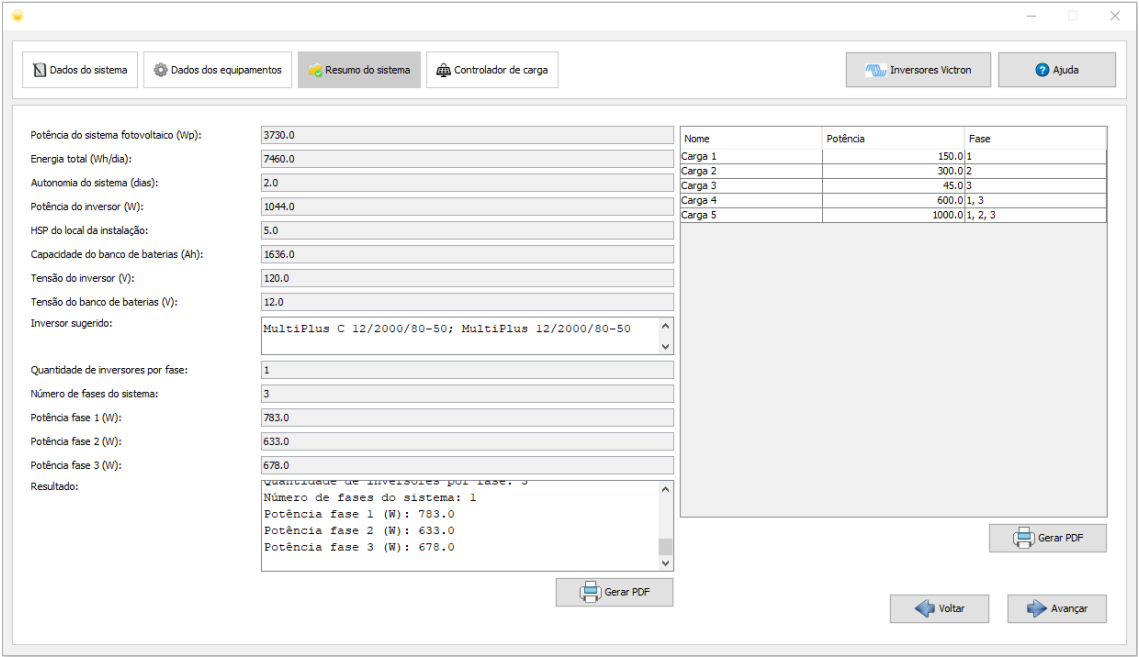 Dados do sistema
Dados dos equipamentos
Resumo do sistema
Controlador de carga
Inversores Victron
Ajuda
Potência do sistema fotovoltaico (Wp): 3730.0
Energia total (Wh/dia): 7460.0
Autonomia do sistema (dias): 2.0
Potência do inversor (W): 1044.0
HSP do local da instalação: 5.0
Capacidade do banco de baterias (Ah): 1636.0
Tensão do inversor (V): 120.0
Tensão do banco de baterias (V): 12.0
Inversor sugerido: MultiPlus C 12/2000/80-50; MultiPlus 12/2000/80-50
Quantidade de inversores por fase: 1
Número de fases do sistema: 3
Potência fase 1 (W): 783.0
Potência fase 2 (W): 633.0
Potência fase 3 (W): 678.0
Resultado:
Quantidade de inversores por fase: 3
Número de fases do sistema: 1
Potência fase 1 (W): 783.0
Potência fase 2 (W): 633.0
Potência fase 3 (W): 678.0
Gerar PDF
Nome Potência Fase
Carga 1 150.0 1
Carga 2 300.0 2
Carga 3 45.0 3
Carga 4 600.0 1, 3
Carga 5 1000.0 1, 2, 3
Gerar PDF
Voltar
Avançar